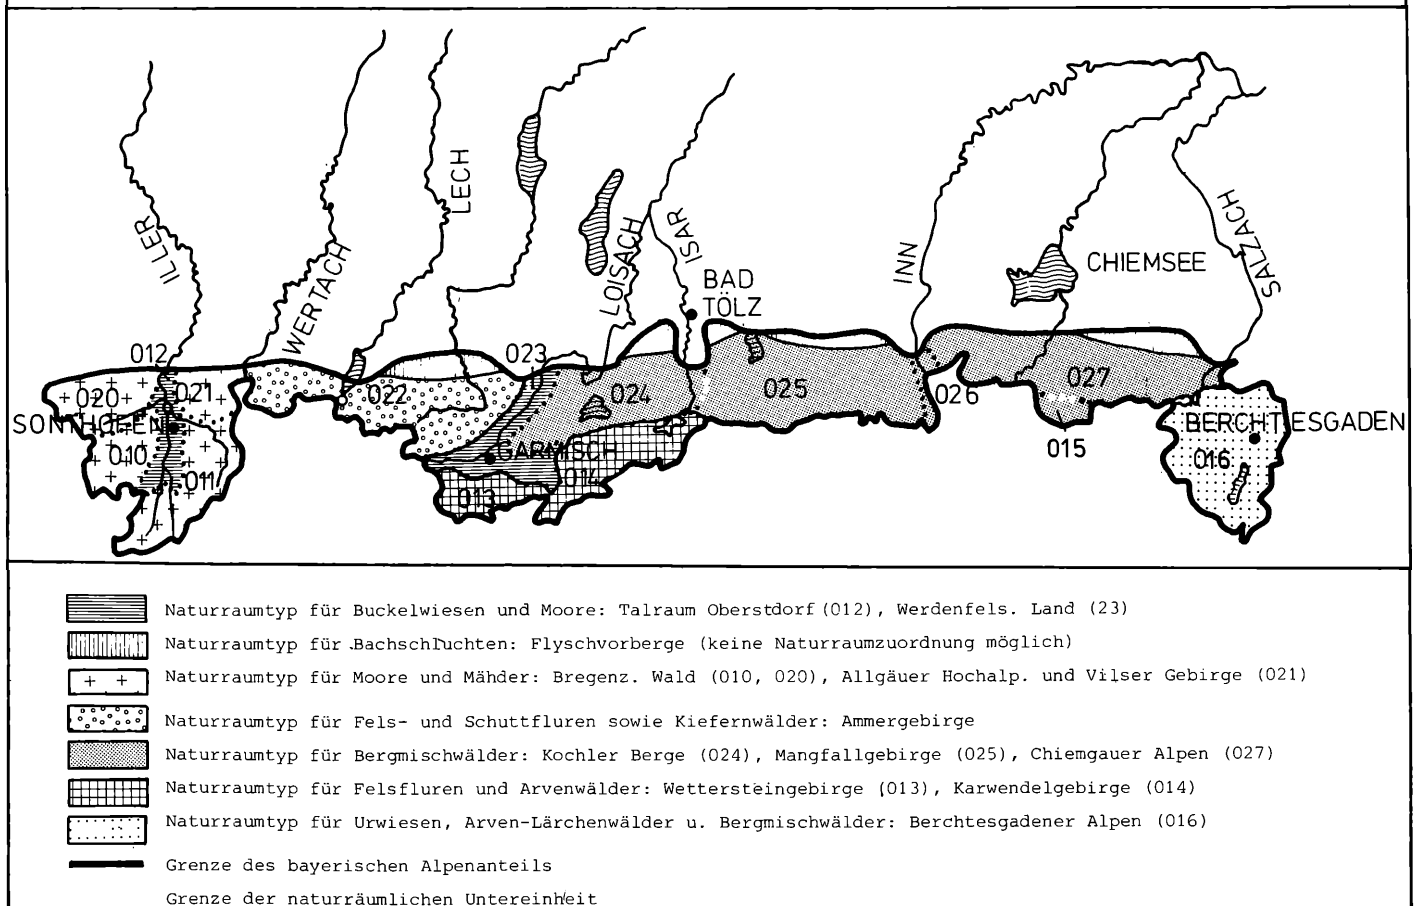 ILLER
WERTACH
LECH
LOISACH
ISAR
BAD
TÖLZ
INN
CHIEMSEE
SALZACH
012
020
021
SONTHOFEN
010
011
022
023
024
GARMISCH
013
014
025
026
027
015
BERCHTESGADEN
016
Naturraumtyp für Buckelwiesen und Moore: Talraum Oberstdorf (012), Werdenfels. Land (23)
Naturraumtyp für Bachschluchten: Flyschvorberge (keine Naturraumzuordnung möglich)
Naturraumtyp für Moore und Mähder: Bregenz. Wald (010, 020), Allgäuer Hochalp. und Vilser Gebirge (021)
Naturraumtyp für Fels- und Schuttfluren sowie Kiefernwälder: Ammergebirge
Naturraumtyp für Bergmischwälder: Kochler Berge (024), Mangfallgebirge (025), Chiemgauer Alpen (027)
Naturraumtyp für Felsfluren und Arvenwälder: Wettersteingebirge (013), Karwendelgebirge (014)
Naturraumtyp für Urwiesen, Arven-Lärchenwälder u. Bergmischwälder: Berchtesgadener Alpen (016)
Grenze des bayerischen Alpenanteils
Grenze der naturräumlichen Untereinheit